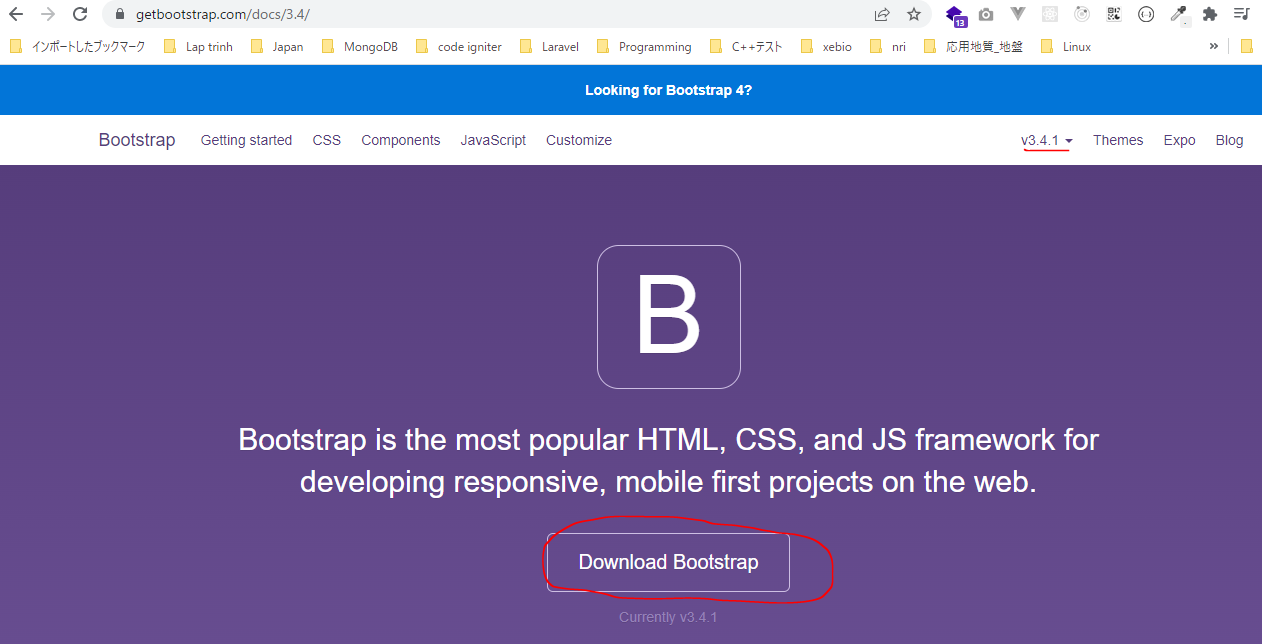 getbootstrap.com/docs/3.4/
13
インポートしたブックマーク Lap trinh Japan MongoDB code igniter Laravel Programming C++テスト xebio nri 応用地質_地盤 Linux »
Looking for Bootstrap 4?
Bootstrap Getting started CSS Components JavaScript Customize v3.4.1 Themes Expo Blog
B
Bootstrap is the most popular HTML, CSS, and JS framework for
developing responsive, mobile first projects on the web.
Download Bootstrap
Currently v3.4.1